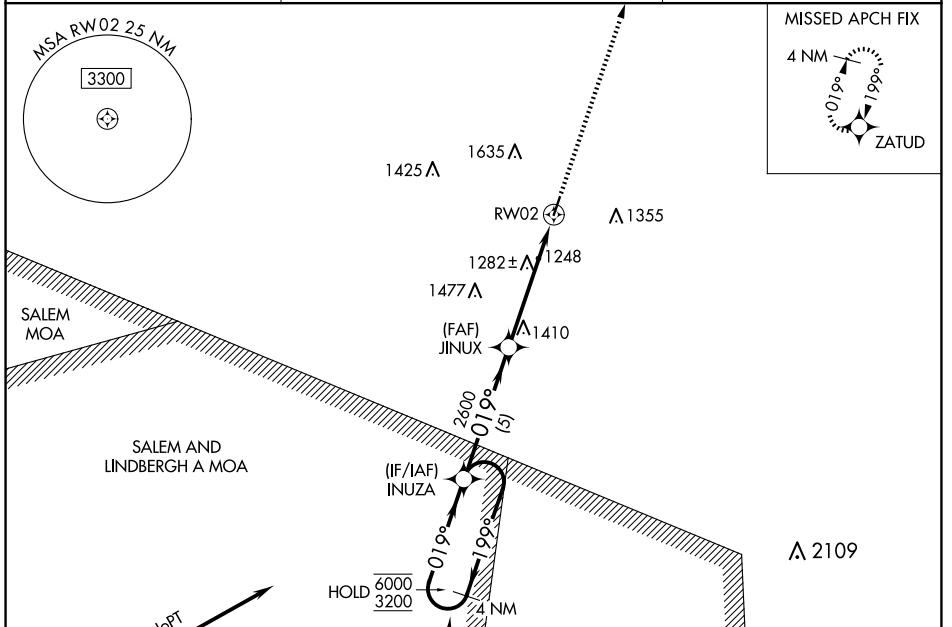 MSA RW02 25 NM
3300
MISSED APCH FIX
4 NM
019°
199°
ZATUD
1635
1425
RW02
1355
1282±
1248
1477
(FAF)
JINUX
1410
SALEM
MOA
2600
019°
(5)
SALEM AND
LINDBERGH A MOA
(IF/IAF)
INUZA
019°
199°
2109
HOLD
6000
3200
4 NM
NoPT